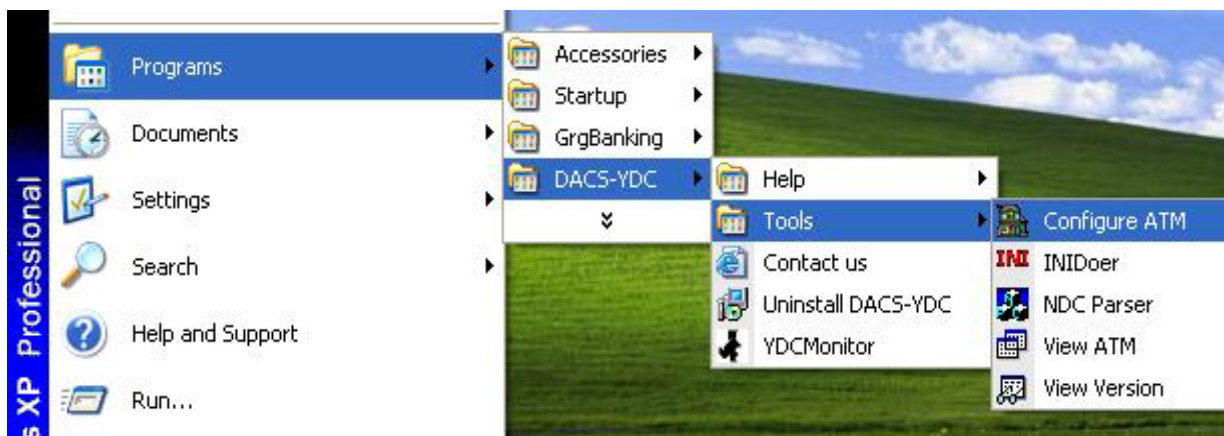 Programs
Documents
Settings
Search
Help and Support
Run...
s XP Professional
Accessories
Startup
GrgBanking
DACS-YDC
Help
Tools
Contact us
Uninstall DACS-YDC
YDCMonitor
Configure ATM
INI INIDoer
NDC Parser
View ATM
View Version